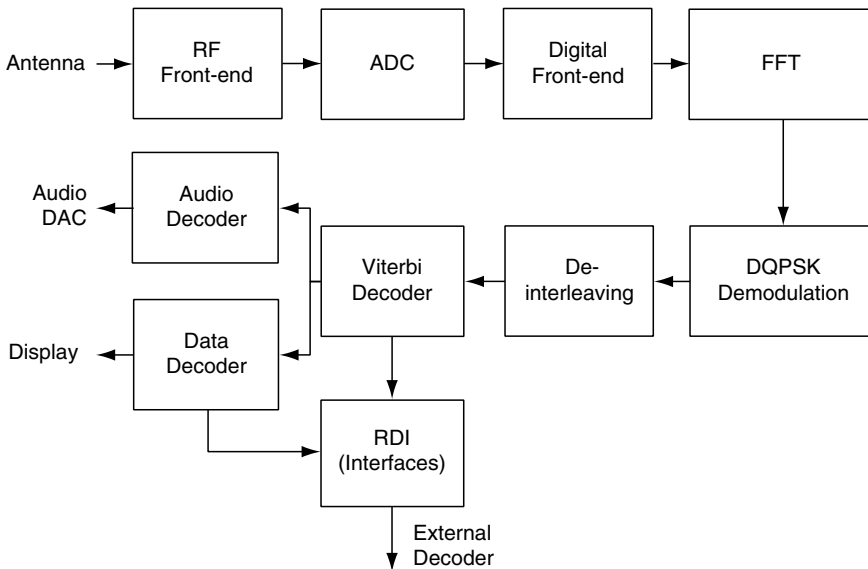 Antenna
RF
Front-end
ADC
Digital
Front-end
FFT
Audio
DAC
Audio
Decoder
Viterbi
Decoder
De-
interleaving
DQPSK
Demodulation
Display
Data
Decoder
RDI
(Interfaces)
External
Decoder